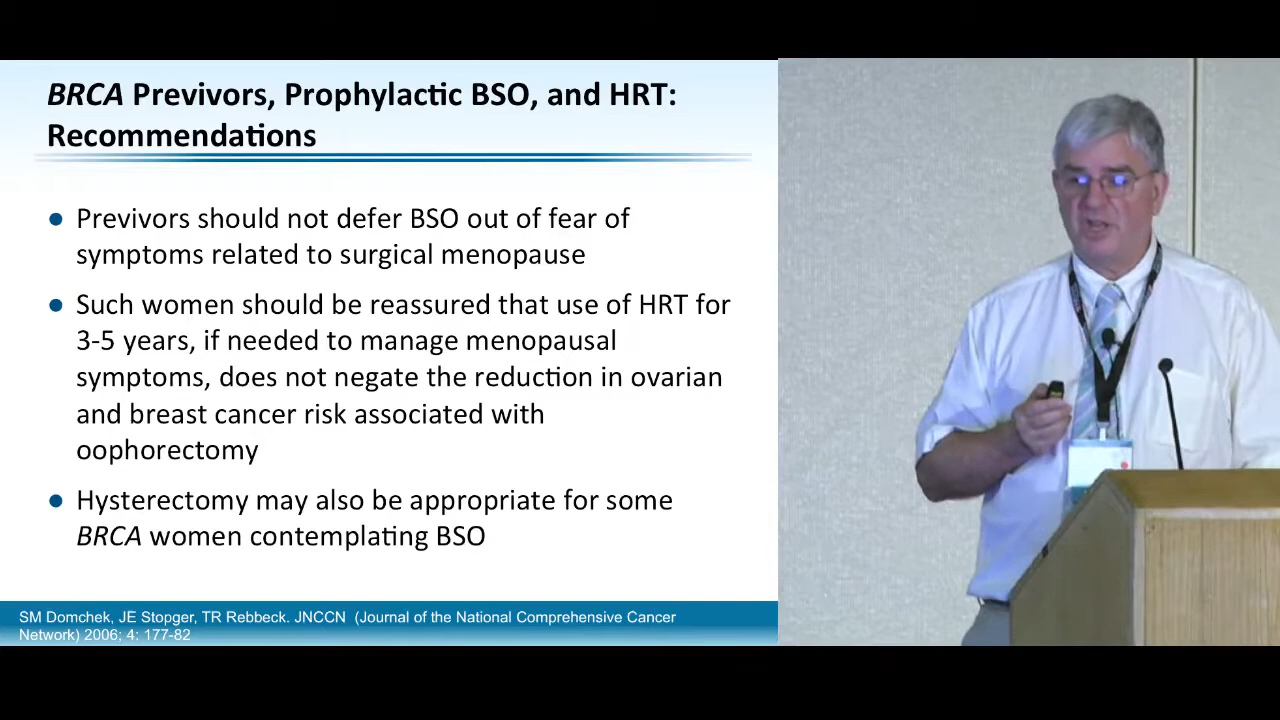 BRCA Previvors, Prophylactic BSO, and HRT:
Recommendations
● Previvors should not defer BSO out of fear of
symptoms related to surgical menopause
● Such women should be reassured that use of HRT for
3-5 years, if needed to manage menopausal
symptoms, does not negate the reduction in ovarian
and breast cancer risk associated with
oophorectomy
● Hysterectomy may also be appropriate for some
BRCA women contemplating BSO
SM Domchek, JE Stopger, TR Rebbeck. JNCCN (Journal of the National Comprehensive Cancer
Network) 2006; 4: 177-82